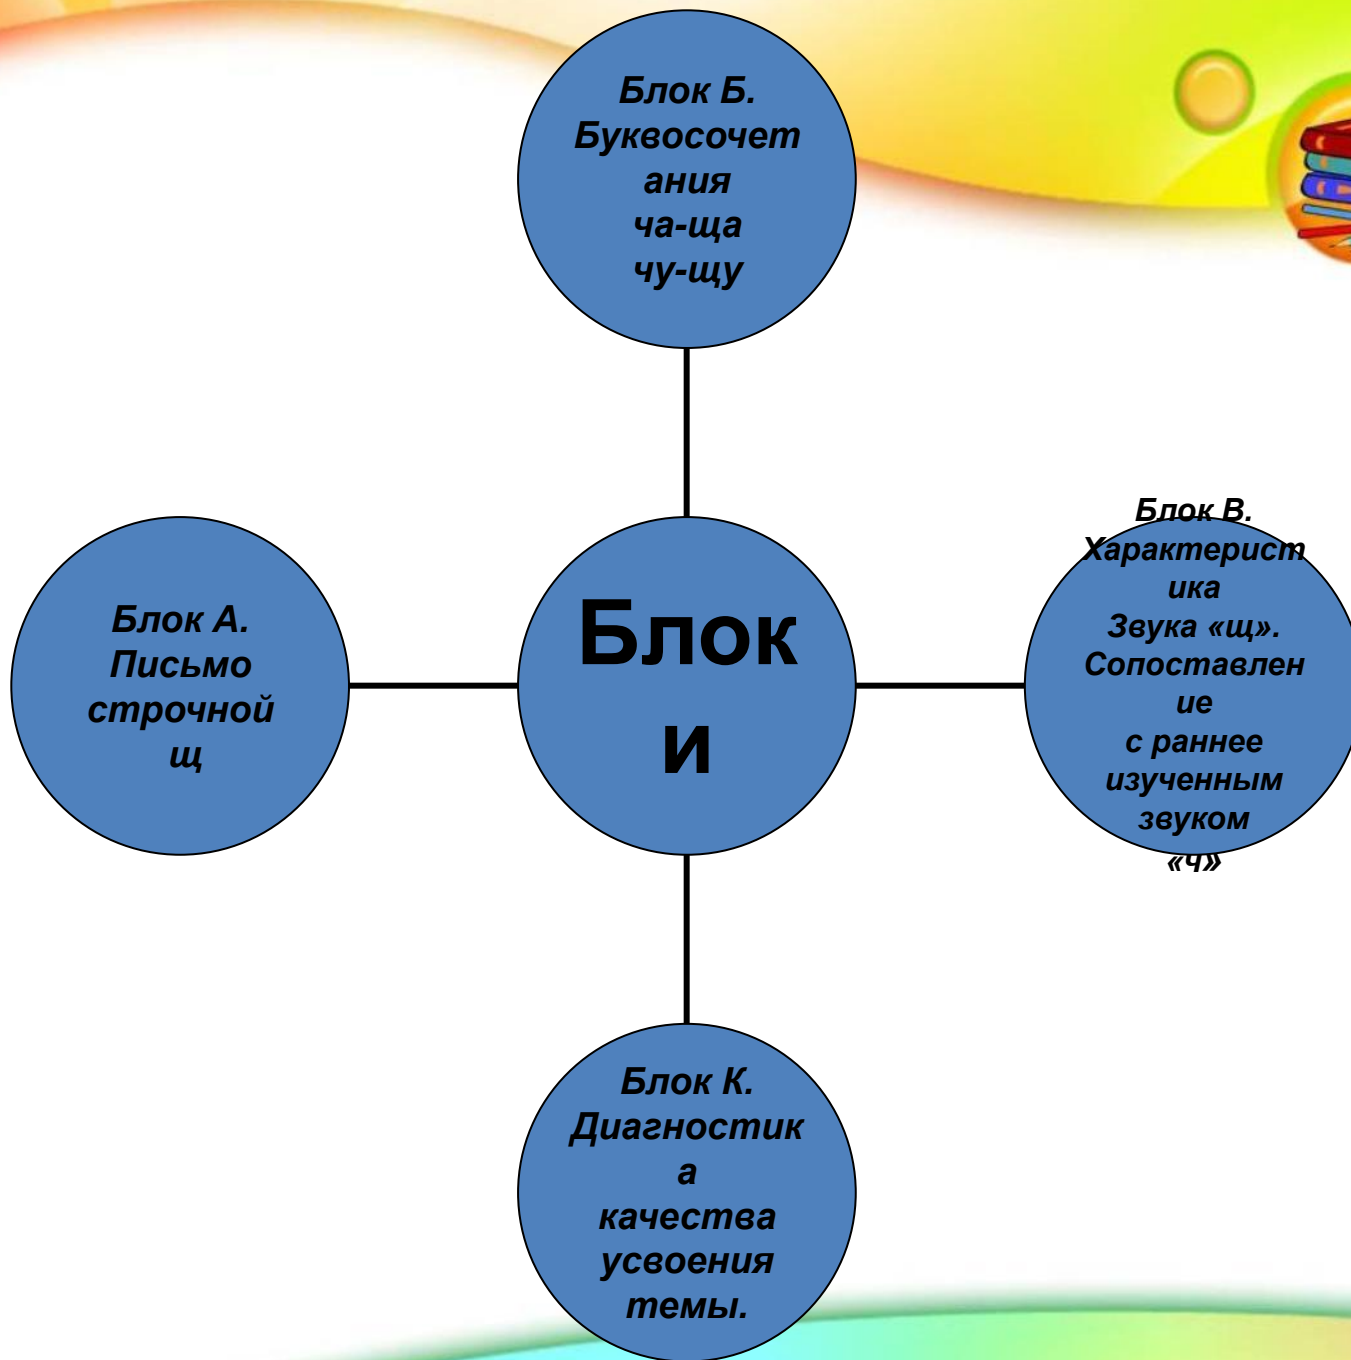 Блок Б.
Буквосочет
ания
ча-ща
чу-щу
Блок А.
Письмо
строчной
щ
Блок
и
Блок В.
Характерист
ика
Звука «щ».
Сопоставлен
ие
с раннее
изученным
звуком
«ч»
Блок К.
Диагностик
а
качества
усвоения
темы.